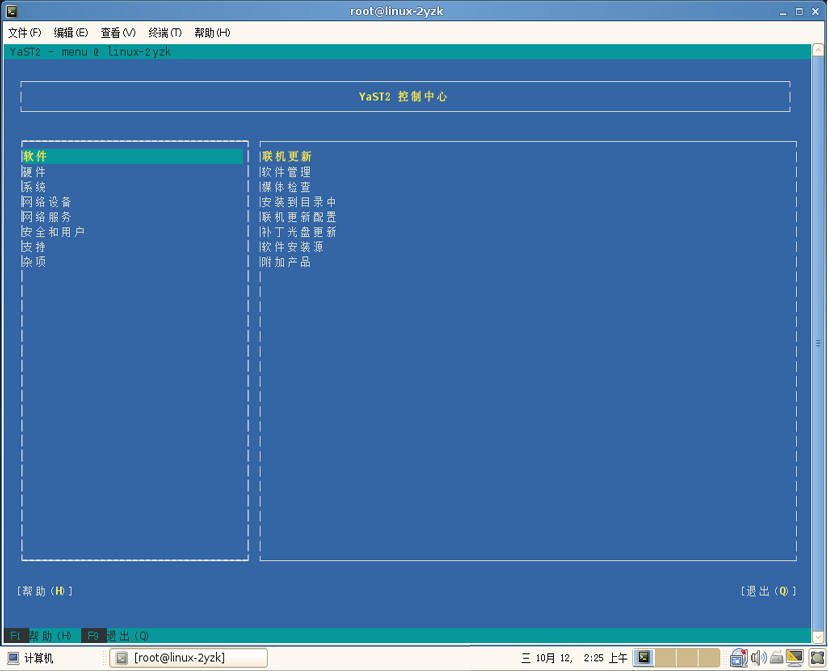 root@linux-2yzk
文件(F) 编辑(E) 查看(V) 终端(T) 帮助(H)
YaST2 - menu @ linux-2yzk
YaST2 控制中心
软件
硬件
系统
网络设备
网络服务
安全和用户
支持
杂项
联机更新
软件管理
媒体检查
安装到目录中
联机更新配置
补丁光盘更新
软件安装源
附加产品
[帮助(H)] [退出(Q)]
F1帮助(H) F9退出(Q)
计算机 [root@linux-2yzk] 三 10月 12, 2:25 上午